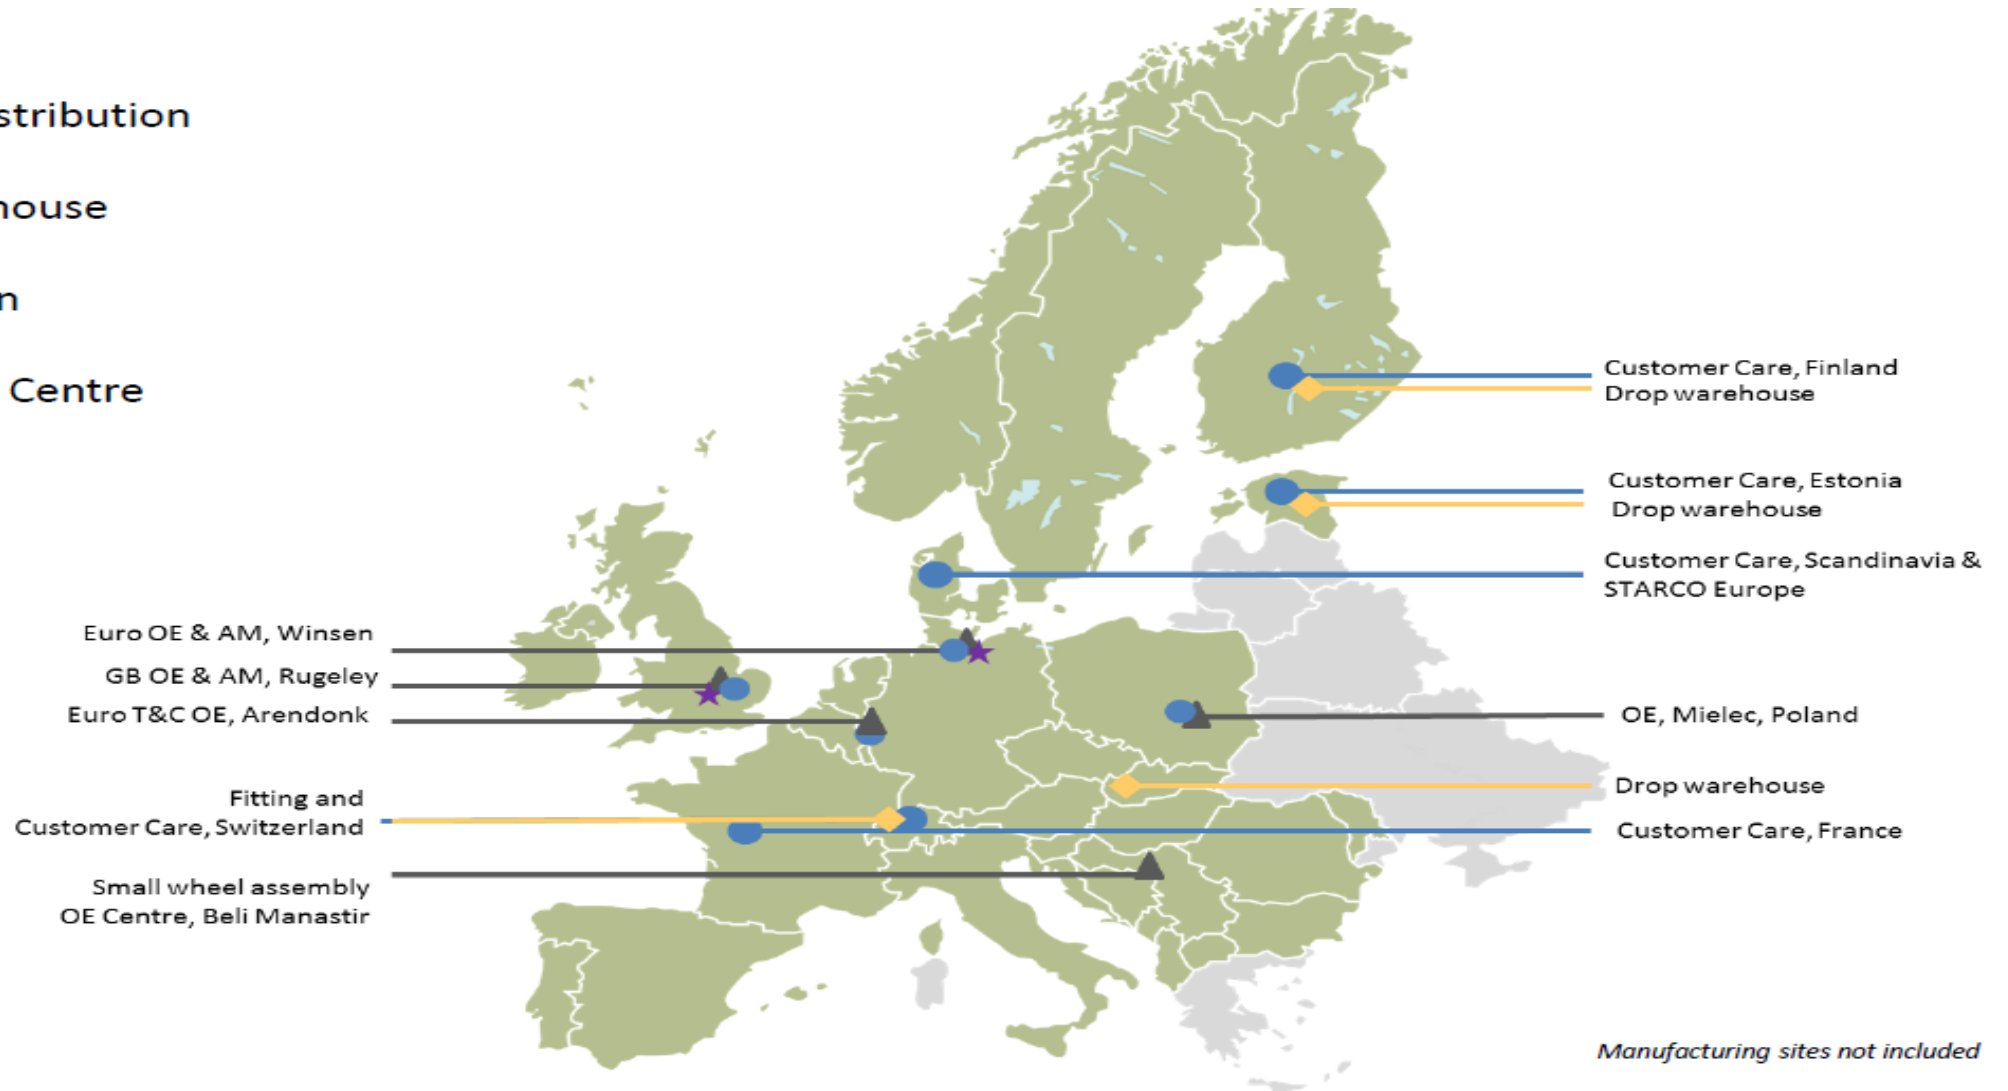 stribution
house
n
Centre
Customer Care, Finland
Drop warehouse
Customer Care, Estonia
Drop warehouse
Customer Care, Scandinavia &
STARCO Europe
Euro OE & AM, Winsen
GB OE & AM, Rugeley
Euro T&C OE, Arendonk
OE, Mielec, Poland
Drop warehouse
Fitting and
Customer Care, Switzerland
Customer Care, France
Small wheel assembly
OE Centre, Beli Manastir
Manufacturing sites not included